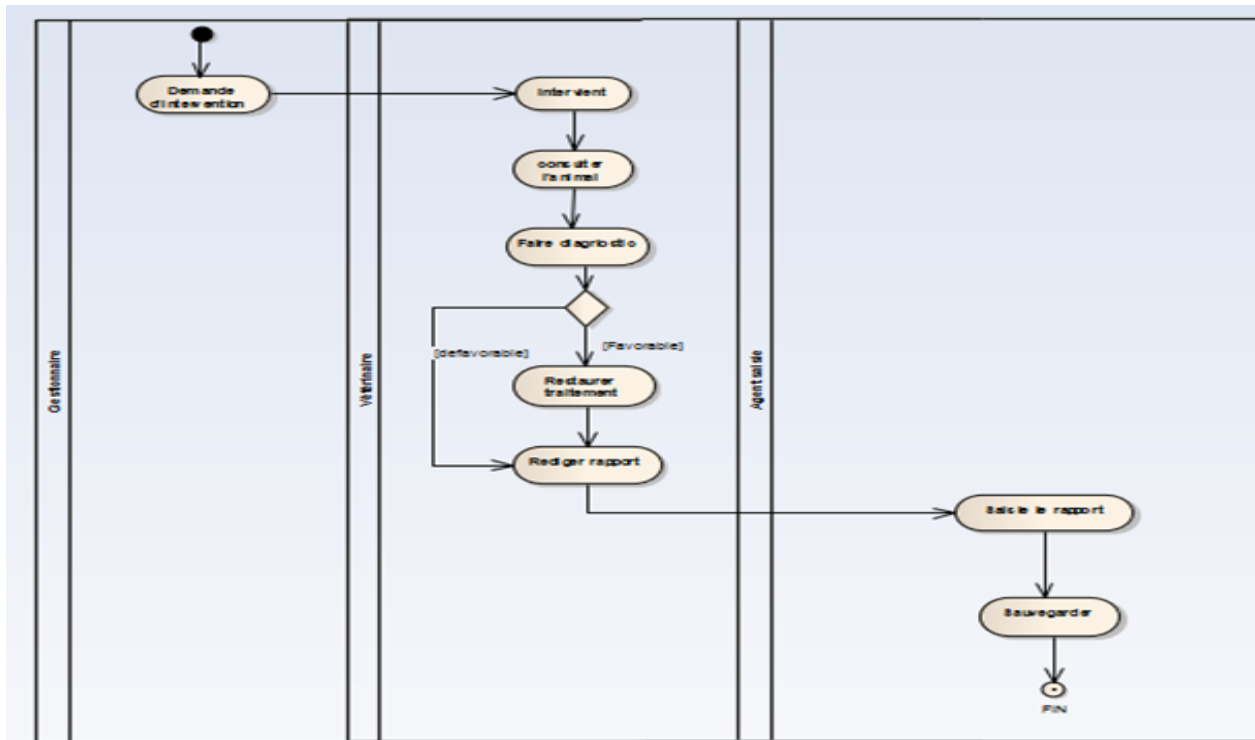 Gestionnaire
Vétérinaire
Agent saisie
Demande
d'intevention
Intervient
consulter
l'animal
Faire diagnostic
[defavorable]
[Favorable]
Restaurer
traitement
Rediger rapport
Saisie le rapport
Sauvegarder
FIN